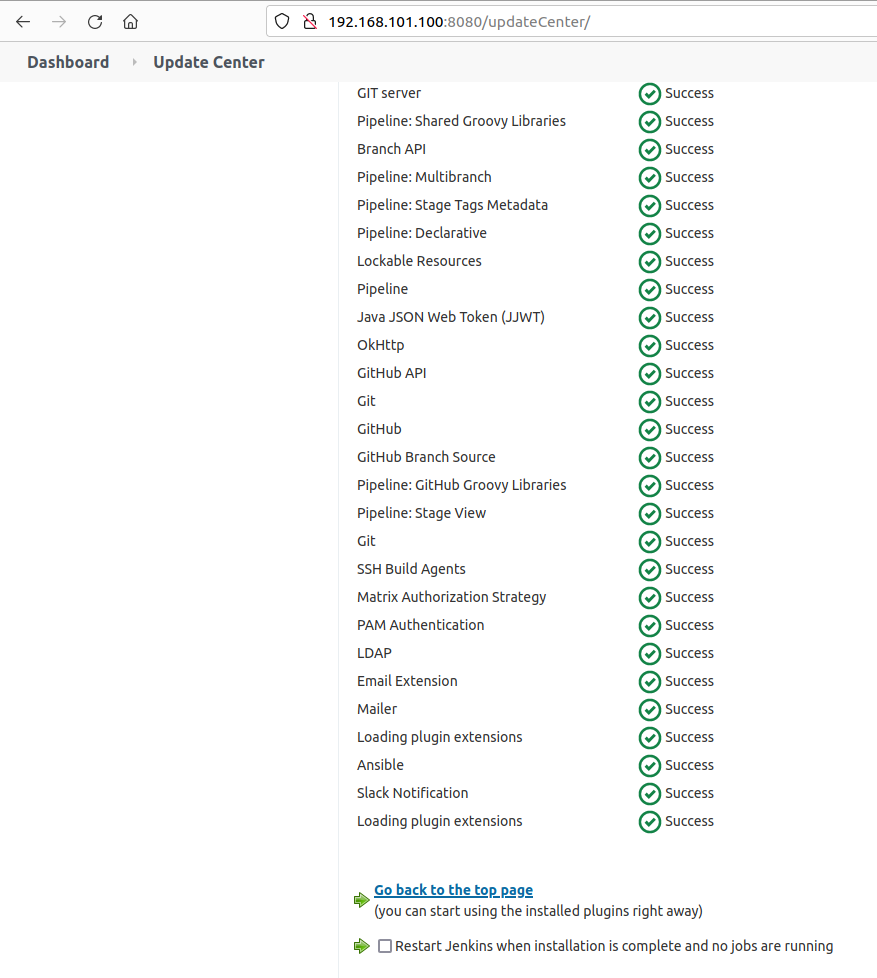 192.168.101.100:8080/updateCenter/
Dashboard Update Center
GIT server Success
Pipeline: Shared Groovy Libraries Success
Branch API Success
Pipeline: Multibranch Success
Pipeline: Stage Tags Metadata Success
Pipeline: Declarative Success
Lockable Resources Success
Pipeline Success
Java JSON Web Token (JJWT) Success
OkHttp Success
GitHub API Success
Git Success
GitHub Success
GitHub Branch Source Success
Pipeline: GitHub Groovy Libraries Success
Pipeline: Stage View Success
Git Success
SSH Build Agents Success
Matrix Authorization Strategy Success
PAM Authentication Success
LDAP Success
Email Extension Success
Mailer Success
Loading plugin extensions Success
Ansible Success
Slack Notification Success
Loading plugin extensions Success
Go back to the top page
(you can start using the installed plugins right away)
Restart Jenkins when installation is complete and no jobs are running